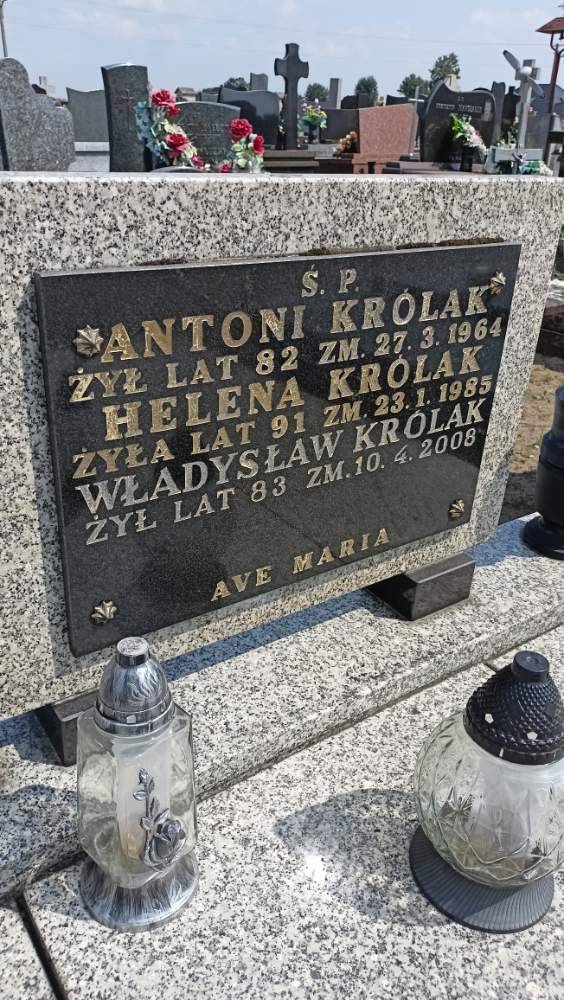 Ś. P.
ANTONI KRÓLAK
ŻYŁ LAT 82 ZM. 27. 3. 1964
HELENA KRÓLAK
ŻYŁA LAT 91 ZM. 23. 1. 1985
WŁADYSŁAW KRÓLAK
ŻYŁ LAT 83 ZM. 10. 4. 2008
AVE MARIA